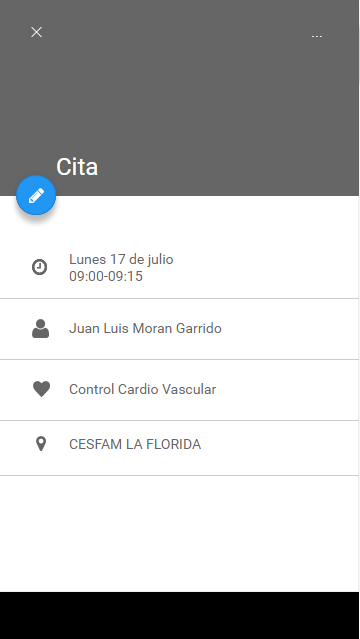 ...
Cita
Lunes 17 de julio
09:00-09:15
Juan Luis Moran Garrido
Control Cardio Vascular
CESFAM LA FLORIDA